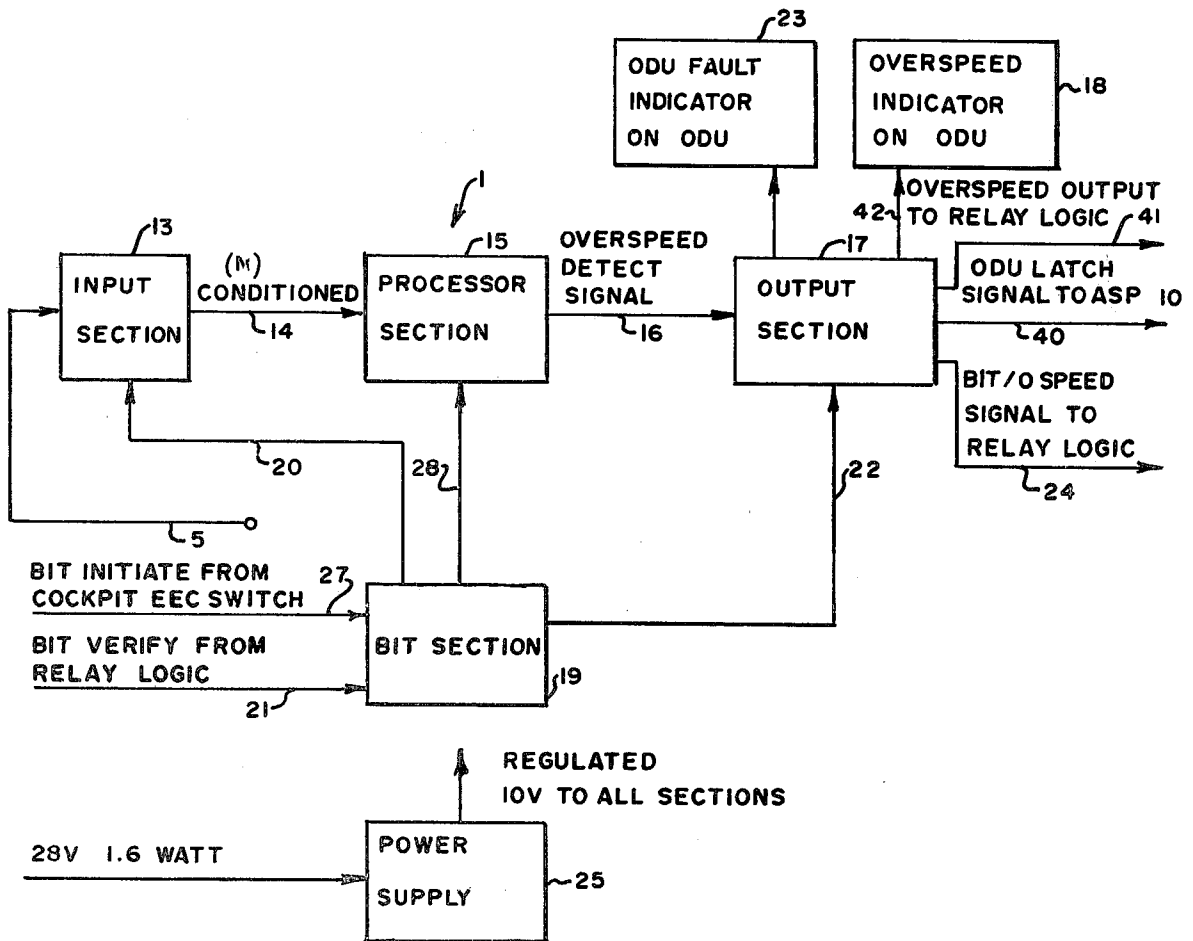 23
ODU FAULT
INDICATOR
ON ODU
OVERSPEED
INDICATOR
ON ODU
18
1
13
INPUT
SECTION
(M)
CONDITIONED
14
15
PROCESSOR
SECTION
OVERSPEED
DETECT
SIGNAL
16
17
OUTPUT
SECTION
42
OVERSPEED OUTPUT
TO RELAY LOGIC
41
ODU LATCH
SIGNAL TO ASP 10
40
BIT/O SPEED
SIGNAL TO
RELAY LOGIC
24
20
28
22
5
BIT INITIATE FROM
COCKPIT EEC SWITCH
27
BIT VERIFY FROM
RELAY LOGIC
21
BIT SECTION
19
REGULATED
10V TO ALL SECTIONS
28V 1.6 WATT
POWER
SUPPLY
25